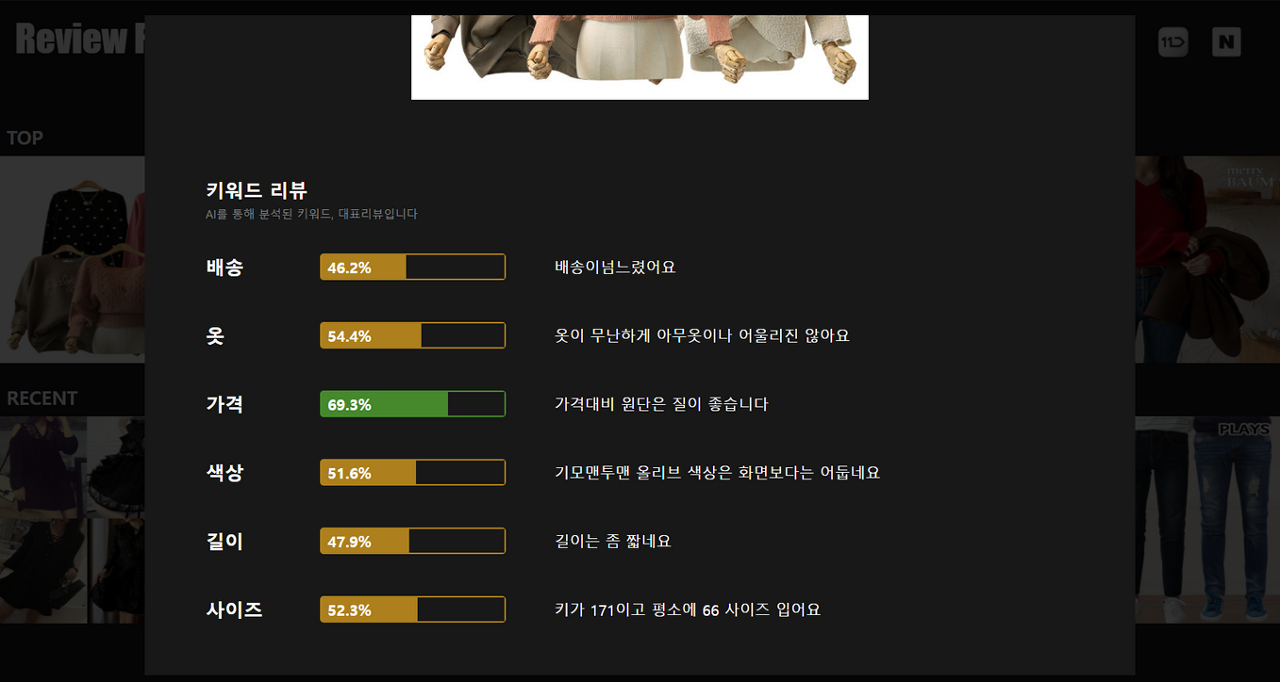 Review
TOP
merry
BAUM
키워드 리뷰
AI를 통해 분석된 키워드, 대표리뷰입니다
배송 46.2% 배송이넘느렸어요
옷 54.4% 옷이 무난하게 아무옷이나 어울리진 않아요
가격 69.3% 가격대비 원단은 질이 좋습니다
RECENT
PLAYS
색상 51.6% 기모맨투맨 올리브 색상은 화면보다는 어둡네요
길이 47.9% 길이는 좀 짧네요
사이즈 52.3% 키가 171이고 평소에 66 사이즈 입어요